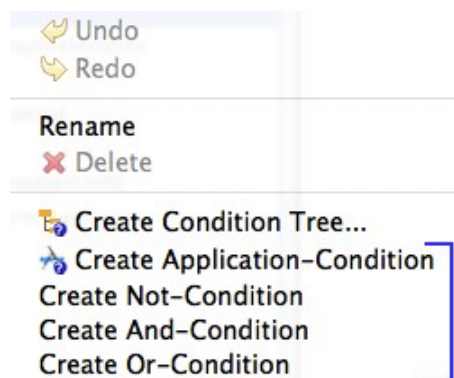 Undo
Redo
Rename
Delete
Create Condition Tree...
Create Application-Condition
Create Not-Condition
Create And-Condition
Create Or-Condition